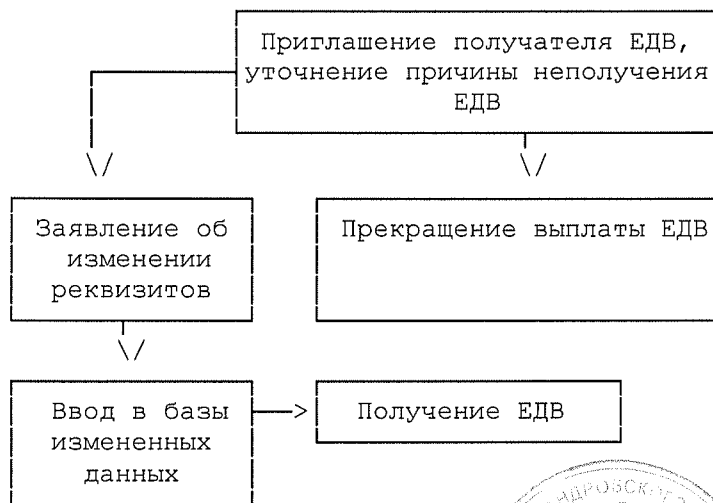 Приглашение получателя ЕДВ,
уточнение причины неполучения
ЕДВ
Заявление об
изменении
реквизитов
Прекращение выплаты ЕДВ
Ввод в базы
измененных
данных
Получение ЕДВ